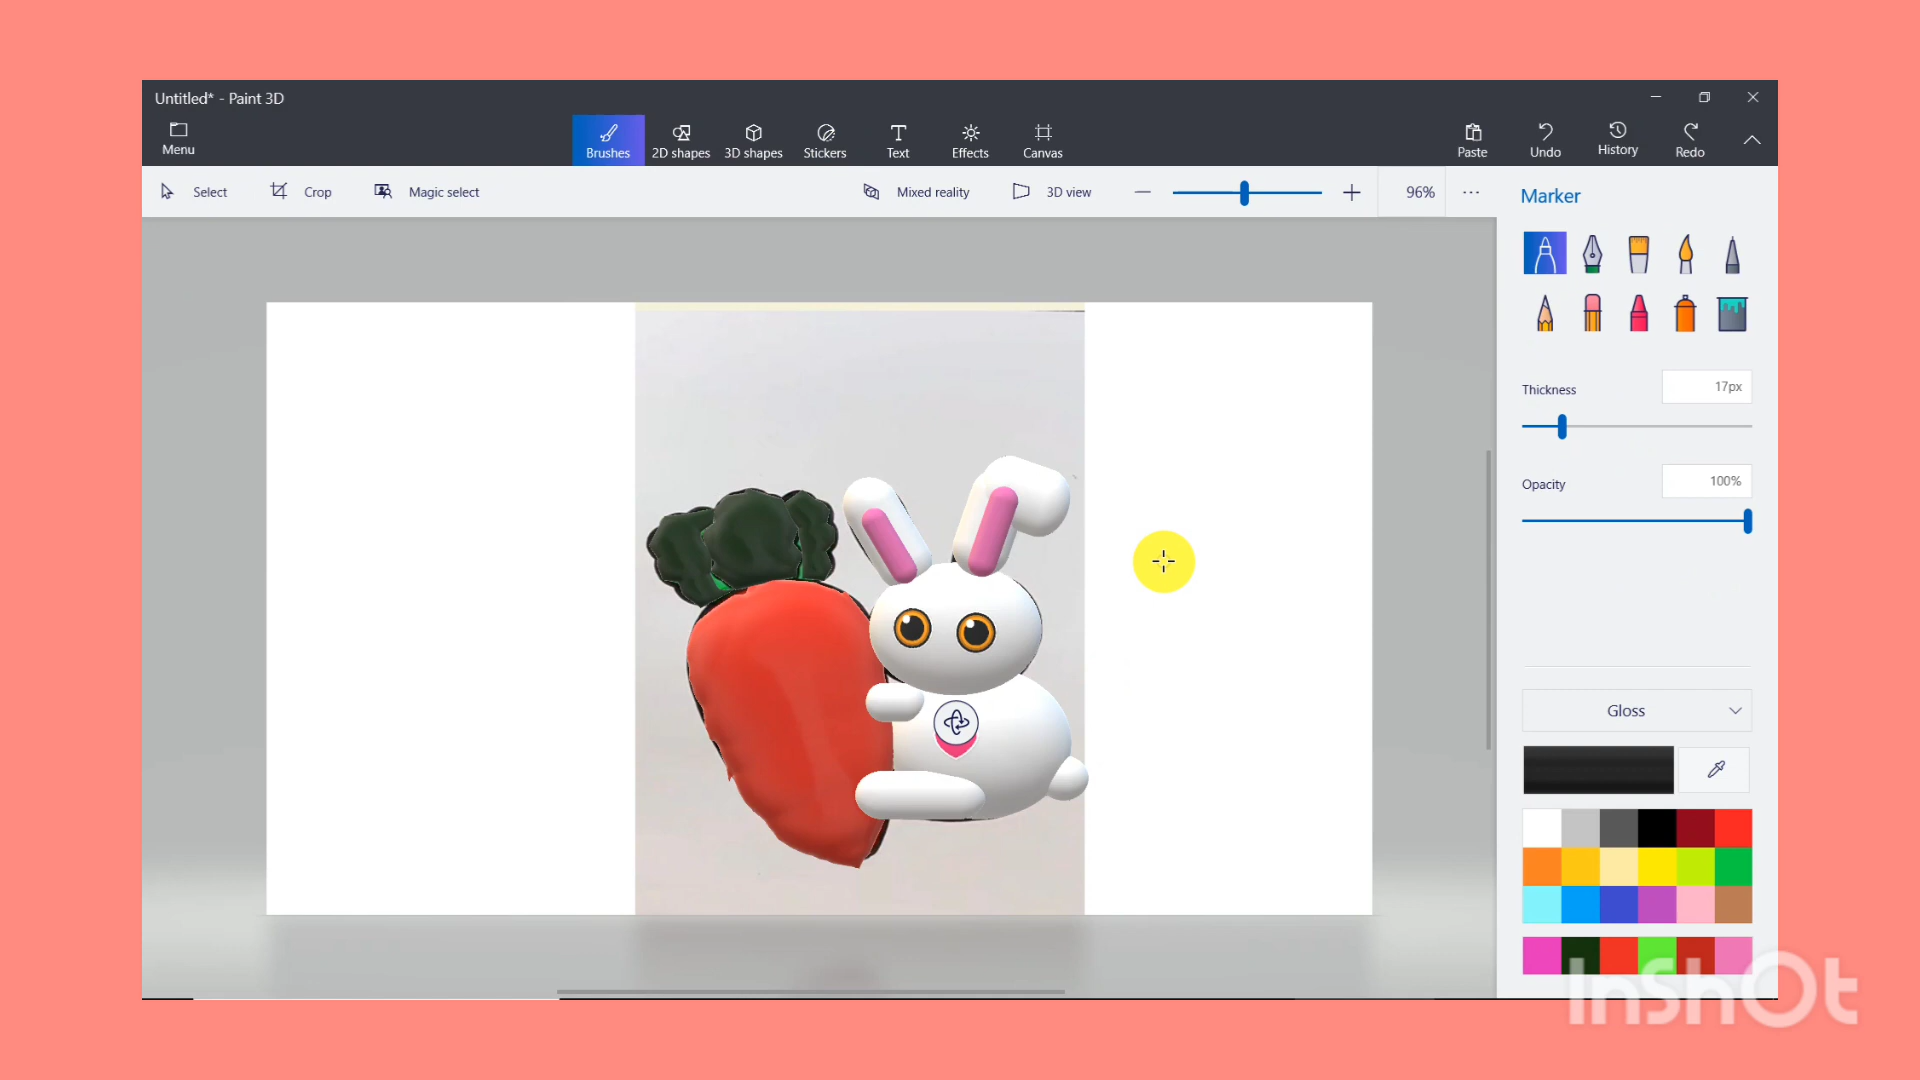 Untitled* - Paint 3D
Menu
Brushes
2D shapes
3D shapes
Stickers
Text
Effects
Canvas
Paste
Undo
History
Redo
Select
Crop
Magic select
Mixed reality
3D view
96%
Marker
Thickness
17px
Opacity
100%
Gloss
InShOt